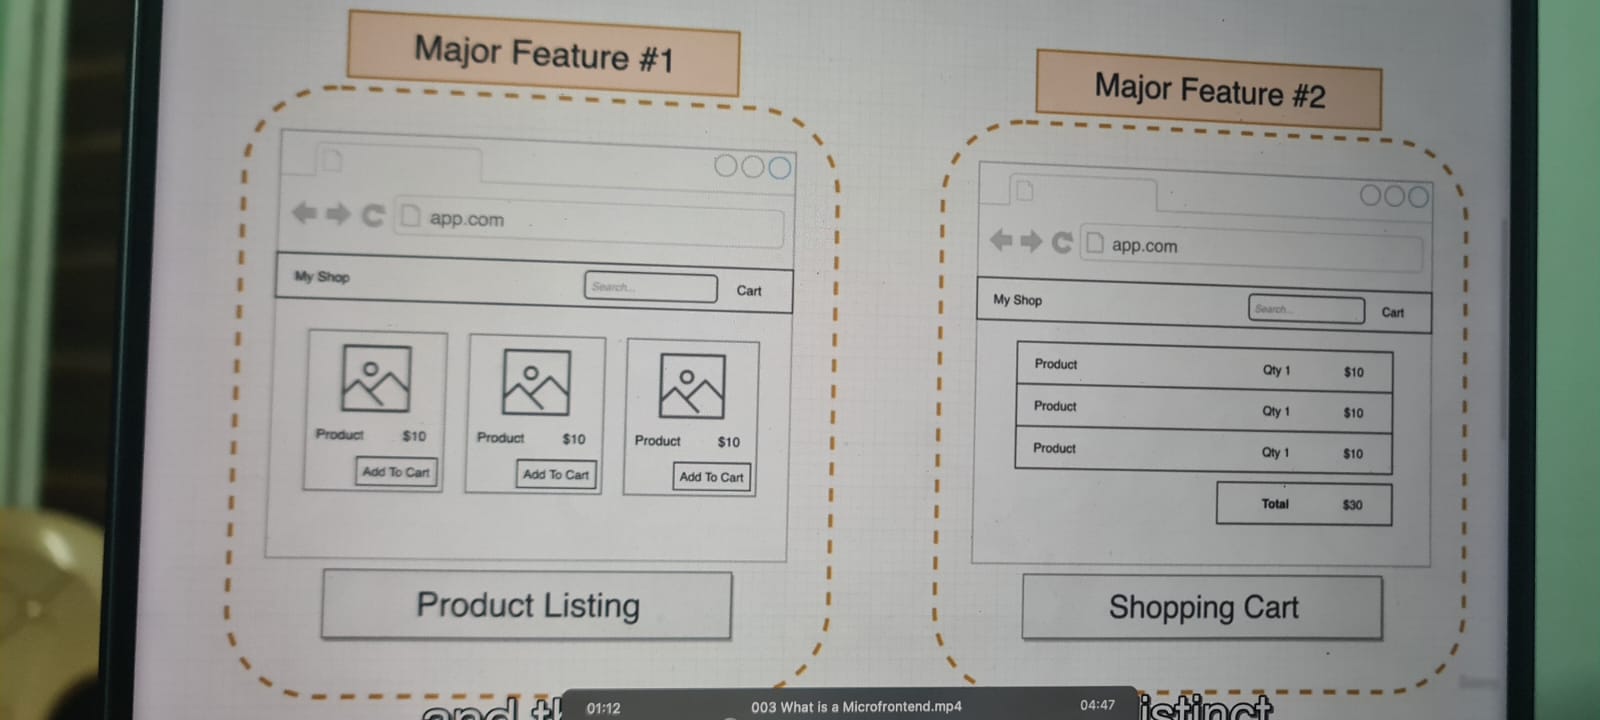 Major Feature #1
app.com
My Shop
Search...
Cart
Product $10
Add To Cart
Product $10
Add To Cart
Product $10
Add To Cart
Product Listing
Major Feature #2
app.com
My Shop
Search...
Cart
Product Qty 1 $10
Product Qty 1 $10
Product Qty 1 $10
Total $30
Shopping Cart
and
01:12 003 What is a Microfrontend.mp4 04:47